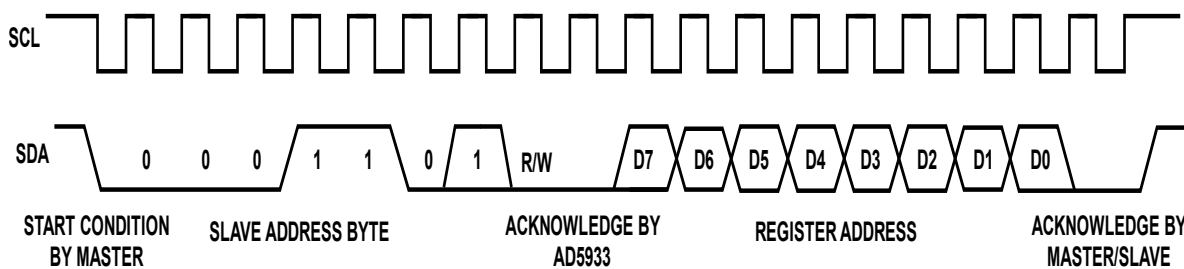 SCL
SDA
0 0 0 1 1 0 1 R/W D7 D6 D5 D4 D3 D2 D1 D0
START CONDITION
BY MASTER
SLAVE ADDRESS BYTE
ACKNOWLEDGE BY
AD5933
REGISTER ADDRESS
ACKNOWLEDGE BY
MASTER/SLAVE